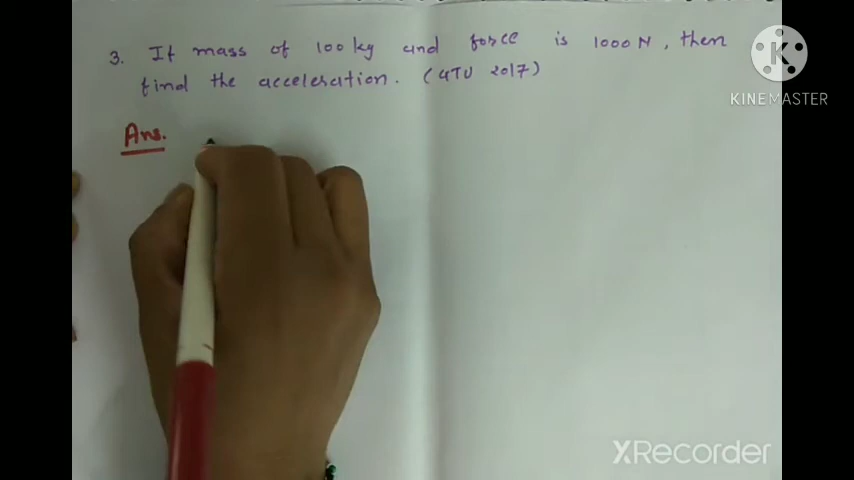 3. If mass of 100 kg and force is 1000 N, then
find the acceleration. (GTU 2017)
Ans.
KINEMASTER
XRecorder